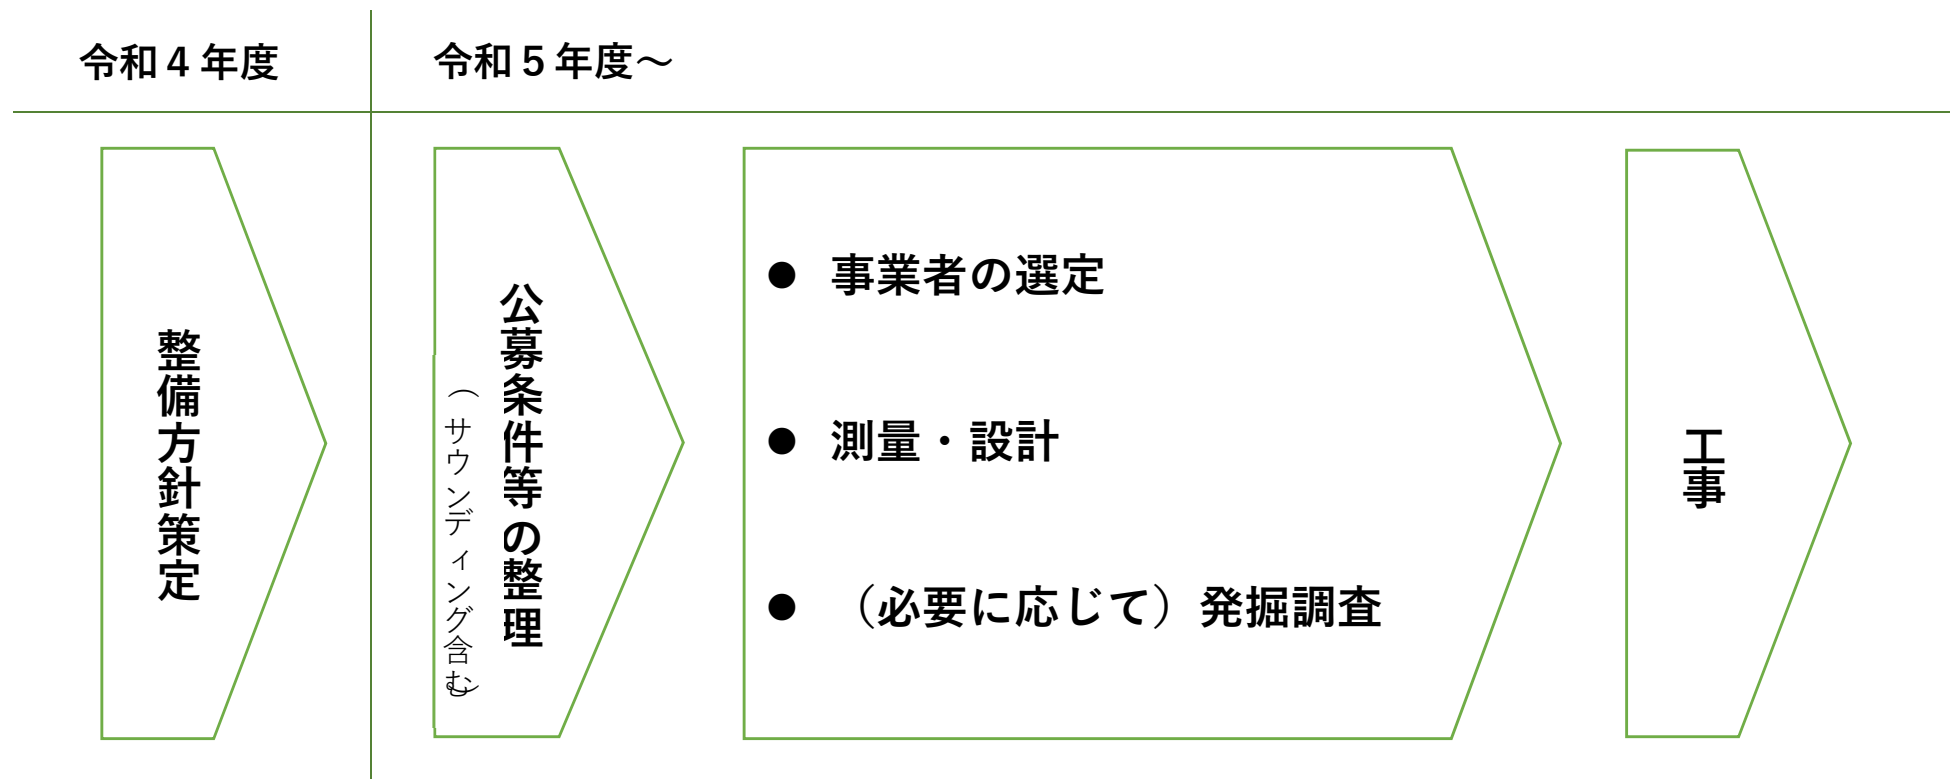 令和４年度
令和５年度～
整備方針策定
公募条件等の整理
（サウンディング含む）
● 事業者の選定
● 測量・設計
● （必要に応じて）発掘調査
工事